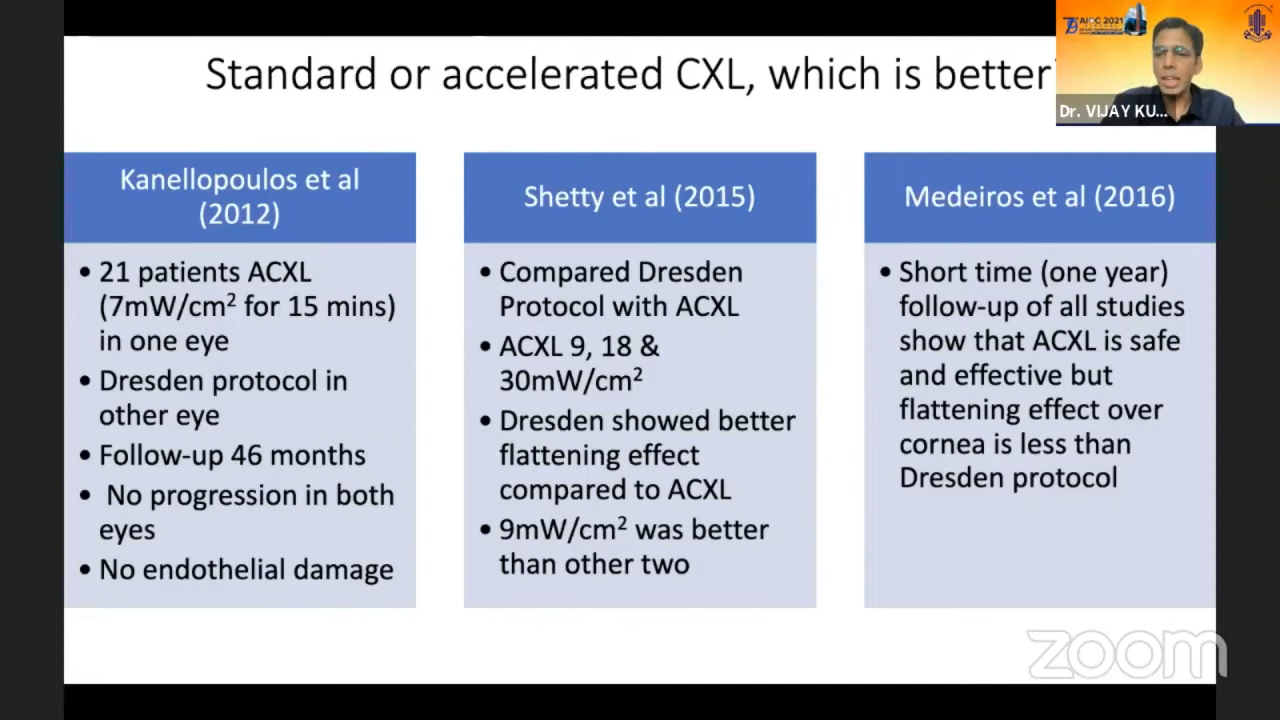 Standard or accelerated CXL, which is better
AIOC 2021
Dr. VIJAY KU...
Kanellopoulos et al
(2012)
• 21 patients ACXL
(7mW/cm² for 15 mins)
in one eye
• Dresden protocol in
other eye
• Follow-up 46 months
• No progression in both
eyes
• No endothelial damage
Shetty et al (2015)
• Compared Dresden
Protocol with ACXL
• ACXL 9, 18 &
30mW/cm²
• Dresden showed better
flattening effect
compared to ACXL
• 9mW/cm² was better
than other two
Medeiros et al (2016)
• Short time (one year)
follow-up of all studies
show that ACXL is safe
and effective but
flattening effect over
cornea is less than
Dresden protocol
zoom